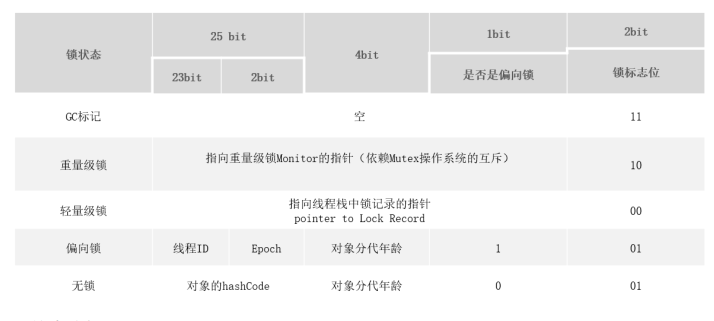 锁状态 25 bit 4bit 1bit 2bit
23bit 2bit 是否是偏向锁 锁标志位
GC标记 空 11
重量级锁 指向重量级锁Monitor的指针（依赖Mutex操作系统的互斥） 10
轻量级锁 指向线程栈中锁记录的指针 00
pointer to Lock Record
偏向锁 线程ID Epoch 对象分代年龄 1 01
无锁 对象的hashCode 对象分代年龄 0 01